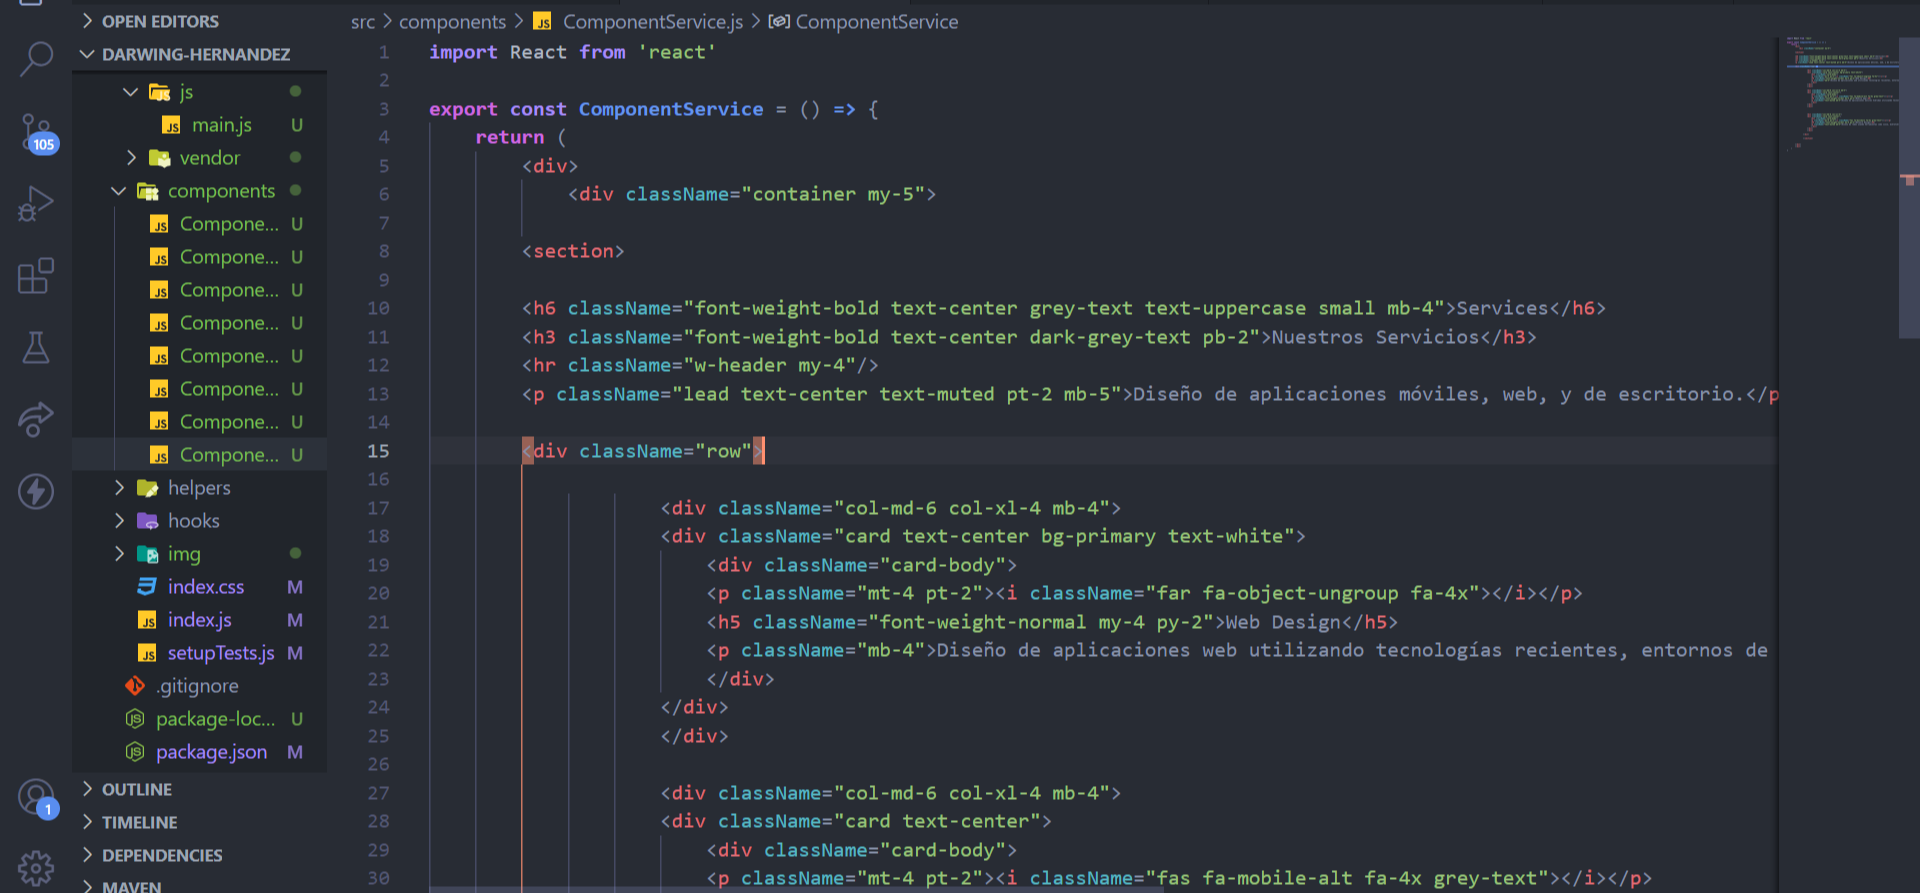 OPEN EDITORS
DARWING-HERNANDEZ
js
main.js U
vendor
components
Compone... U
Compone... U
Compone... U
Compone... U
Compone... U
Compone... U
Compone... U
Compone... U
helpers
hooks
img
index.css M
index.js M
setupTests.js M
.gitignore
package-loc... U
package.json M
OUTLINE
TIMELINE
DEPENDENCIES
MAVEN
105
1
src > components > JS ComponentService.js > ComponentService
1 import React from 'react'
2
3 export const ComponentService = () => {
4 return (
5 <div>
6 <div className="container my-5">
7
8 <section>
9
10 <h6 className="font-weight-bold text-center grey-text text-uppercase small mb-4">Services</h6>
11 <h3 className="font-weight-bold text-center dark-grey-text pb-2">Nuestros Servicios</h3>
12 <hr className="w-header my-4"/>
13 <p className="lead text-center text-muted pt-2 mb-5">Diseño de aplicaciones móviles, web, y de escritorio.</p
14
15 <div className="row">
16
17 <div className="col-md-6 col-xl-4 mb-4">
18 <div className="card text-center bg-primary text-white">
19 <div className="card-body">
20 <p className="mt-4 pt-2"><i className="far fa-object-ungroup fa-4x"></i></p>
21 <h5 className="font-weight-normal my-4 py-2">Web Design</h5>
22 <p className="mb-4">Diseño de aplicaciones web utilizando tecnologías recientes, entornos de
23 </div>
24 </div>
25 </div>
26
27 <div className="col-md-6 col-xl-4 mb-4">
28 <div className="card text-center">
29 <div className="card-body">
30 <p className="mt-4 pt-2"><i className="fas fa-mobile-alt fa-4x grey-text"></i></p>